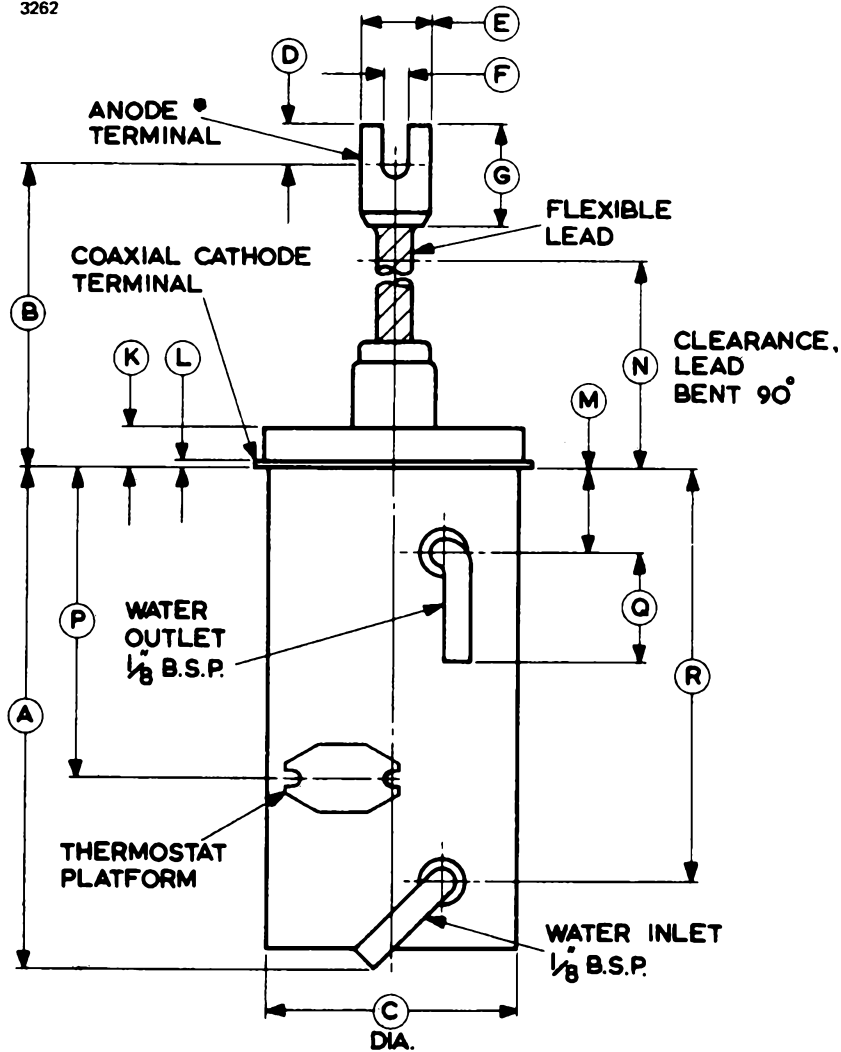 3262
E
D
F
ANODE
TERMINAL
G
FLEXIBLE
LEAD
COAXIAL CATHODE
TERMINAL
B
K
L
N
CLEARANCE,
LEAD
BENT 90°
M
P
WATER
OUTLET
1/8" B.S.P.
Q
R
A
THERMOSTAT
PLATFORM
WATER INLET
1/8" B.S.P.
C
DIA.